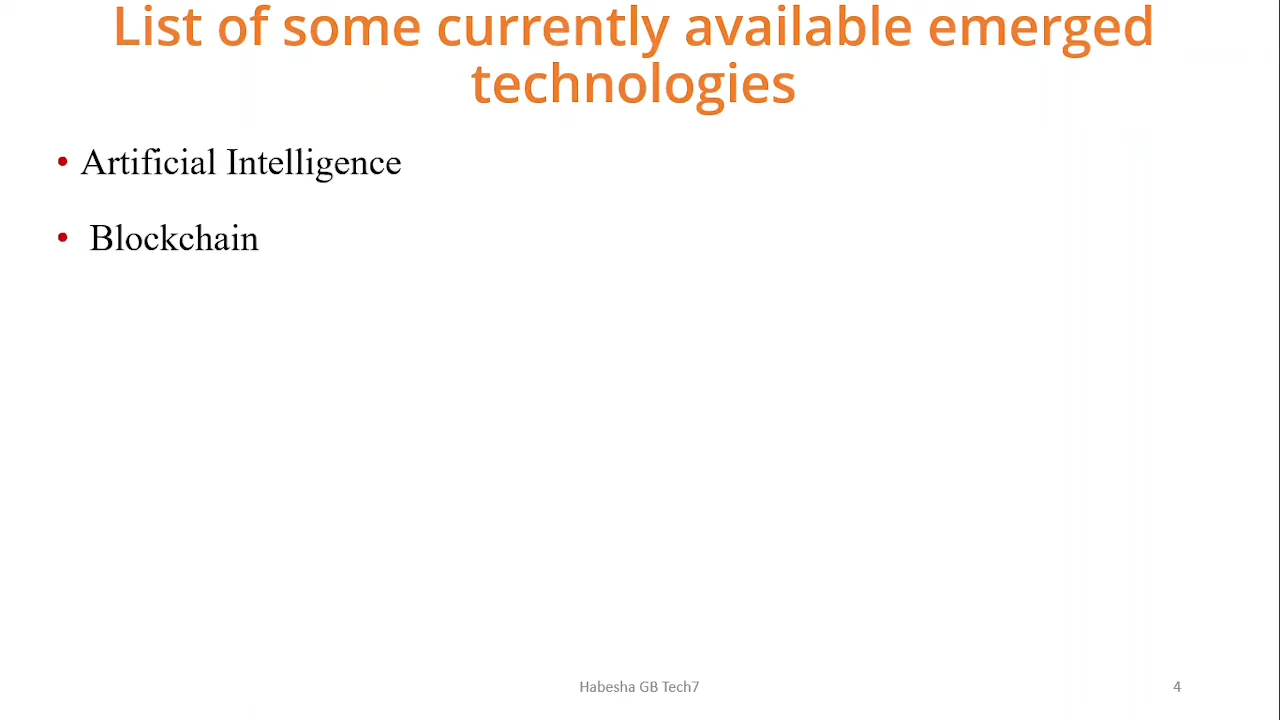 List of some currently available emerged
technologies
• Artificial Intelligence
• Blockchain
Habesha GB Tech7
4